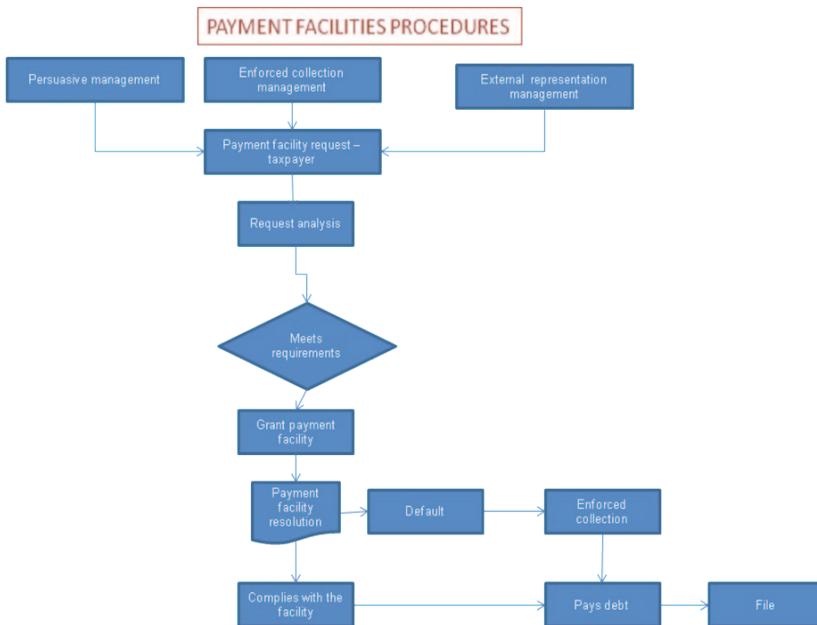 PAYMENT FACILITIES PROCEDURES
Persuasive management
Enforced collection
management
External representation
management
Payment facility request –
taxpayer
Request analysis
Meets
requirements
Grant payment
facility
Payment
facility
resolution
Default
Enforced
collection
Complies with the
facility
Pays debt
File